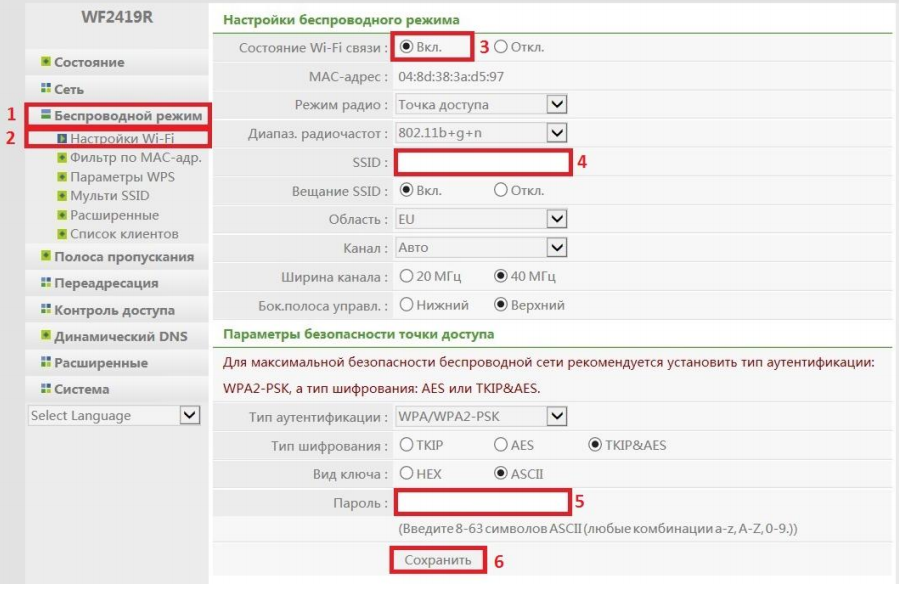 WF2419R
Состояние
Сеть
1 Беспроводной режим
2 Настройки Wi-Fi
Фильтр по MAC-адр.
Параметры WPS
Мульти SSID
Расширенные
Список клиентов
Полоса пропускания
Переадресация
Контроль доступа
Динамический DNS
Расширенные
Система
Select Language
Настройки беспроводного режима
Состояние Wi-Fi связи : Вкл. 3 Откл.
MAC-адрес : 04:8d:38:3a:d5:97
Режим радио : Точка доступа
Диапаз. радиочастот : 802.11b+g+n
SSID : 4
Вещание SSID : Вкл. Откл.
Область : EU
Канал : Авто
Ширина канала : 20 МГц 40 МГц
Бок.полоса управл. : Нижний Верхний
Параметры безопасности точки доступа
Для максимальной безопасности беспроводной сети рекомендуется установить тип аутентификации:
WPA2-PSK, а тип шифрования: AES или TKIP&AES.
Тип аутентификации : WPA/WPA2-PSK
Тип шифрования : TKIP AES TKIP&AES
Вид ключа : HEX ASCII
Пароль : 5
(Введите 8-63 символов ASCII (любые комбинации a-z, A-Z, 0-9.))
Сохранить 6